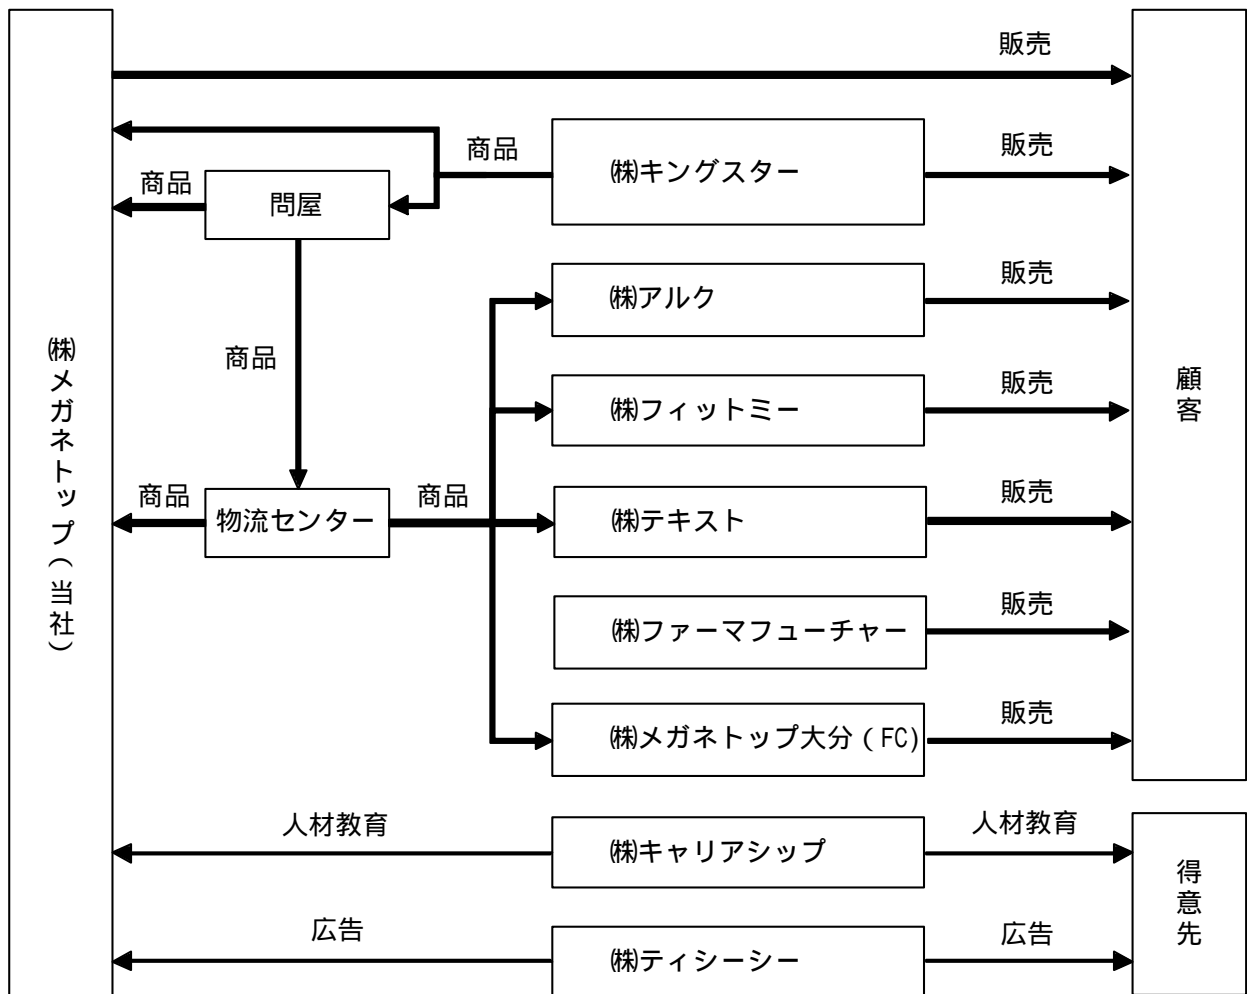 販売
商品
㈱キングスター
販売
商品
問屋
㈱アルク
販売
商品
㈱メガネトップ(当社)
㈱フィットミー
販売
顧客
商品
物流センター
商品
㈱テキスト
販売
㈱ファーマフューチャー
販売
㈱メガネトップ大分(FC)
販売
人材教育
㈱キャリアシップ
人材教育
得意先
広告
㈱ティシーシー
広告